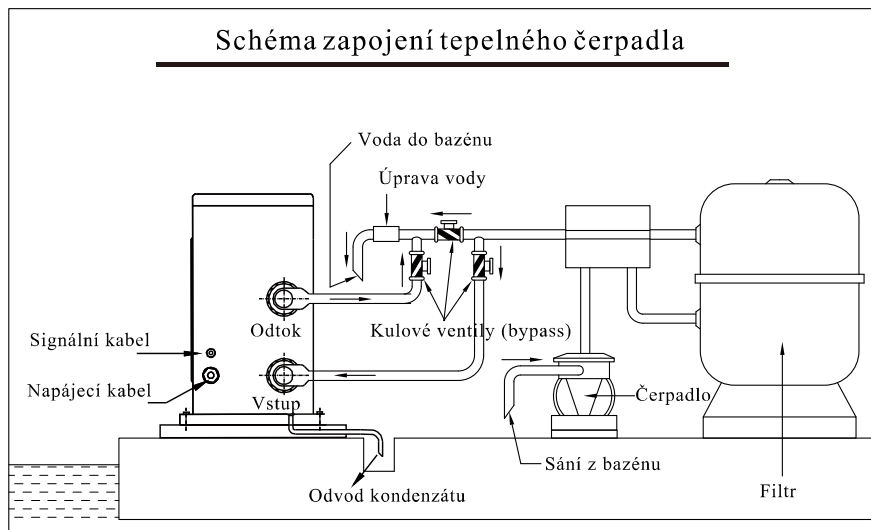 Schéma zapojení tepelného čerpadla
Voda do bazénu
Úprava vody
Odtok
Kulové ventily (bypass)
Signální kabel
Napájecí kabel
Vstup
Čerpadlo
Sání z bazénu
Odvod kondenzátu
Filtr